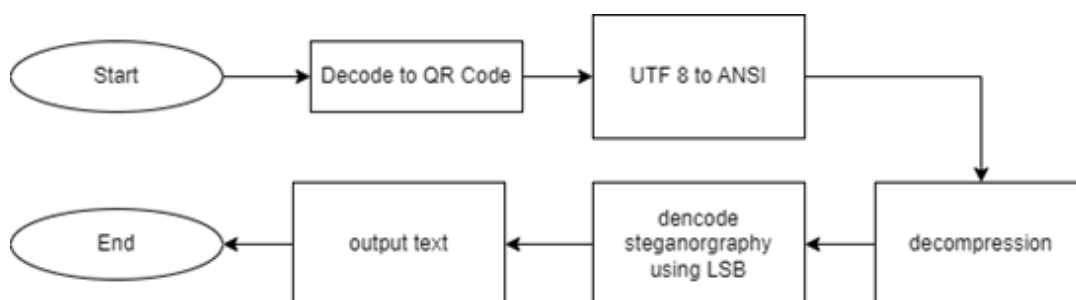 Start
Decode to QR Code
UTF 8 to ANSI
decompression
dencode
steganorgraphy
using LSB
output text
End